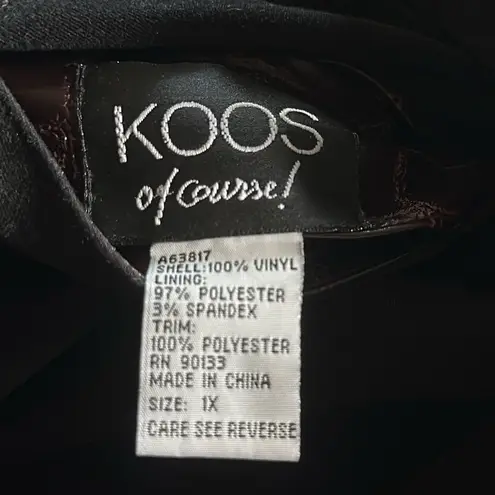 KOOS
of course!
A63817
SHELL:100% VINYL
LINING:
97% POLYESTER
3% SPANDEX
TRIM:
100% POLYESTER
RN 90133
MADE IN CHINA
SIZE: 1X
CARE SEE REVERSE